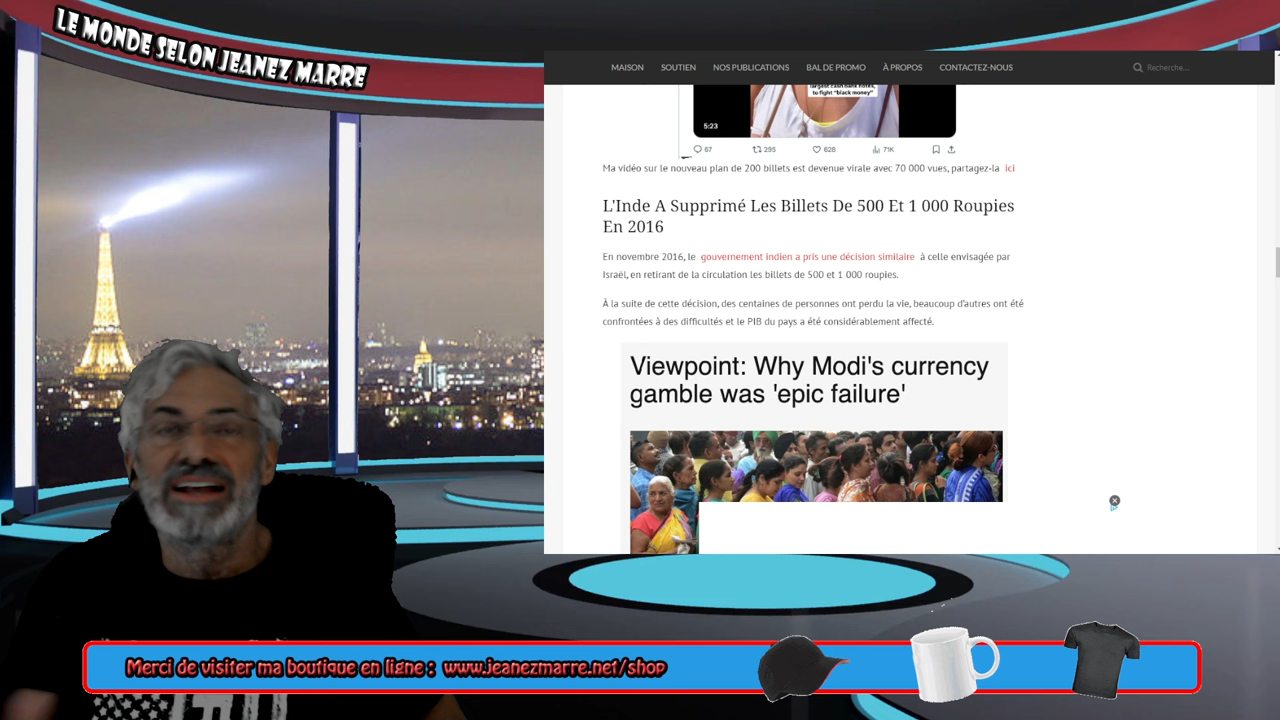 LE MONDE SELON JEANEZ MARRE
MAISON SOUTIEN NOS PUBLICATIONS BAL DE PROMO À PROPOS CONTACTEZ-NOUS Recherche...
largest cash bank notes,
to fight "black money"
5:23
67 295 628 71K
Ma vidéo sur le nouveau plan de 200 billets est devenue virale avec 70 000 vues, partagez-la ici
L'Inde A Supprimé Les Billets De 500 Et 1 000 Roupies
En 2016
En novembre 2016, le gouvernement indien a pris une décision similaire à celle envisagée par
Israël, en retirant de la circulation les billets de 500 et 1 000 roupies.
À la suite de cette décision, des centaines de personnes ont perdu la vie, beaucoup d'autres ont été
confrontées à des difficultés et le PIB du pays a été considérablement affecté.
Viewpoint: Why Modi's currency
gamble was 'epic failure'
Merci de visiter ma boutique en ligne : www.jeanezmarre.net/shop